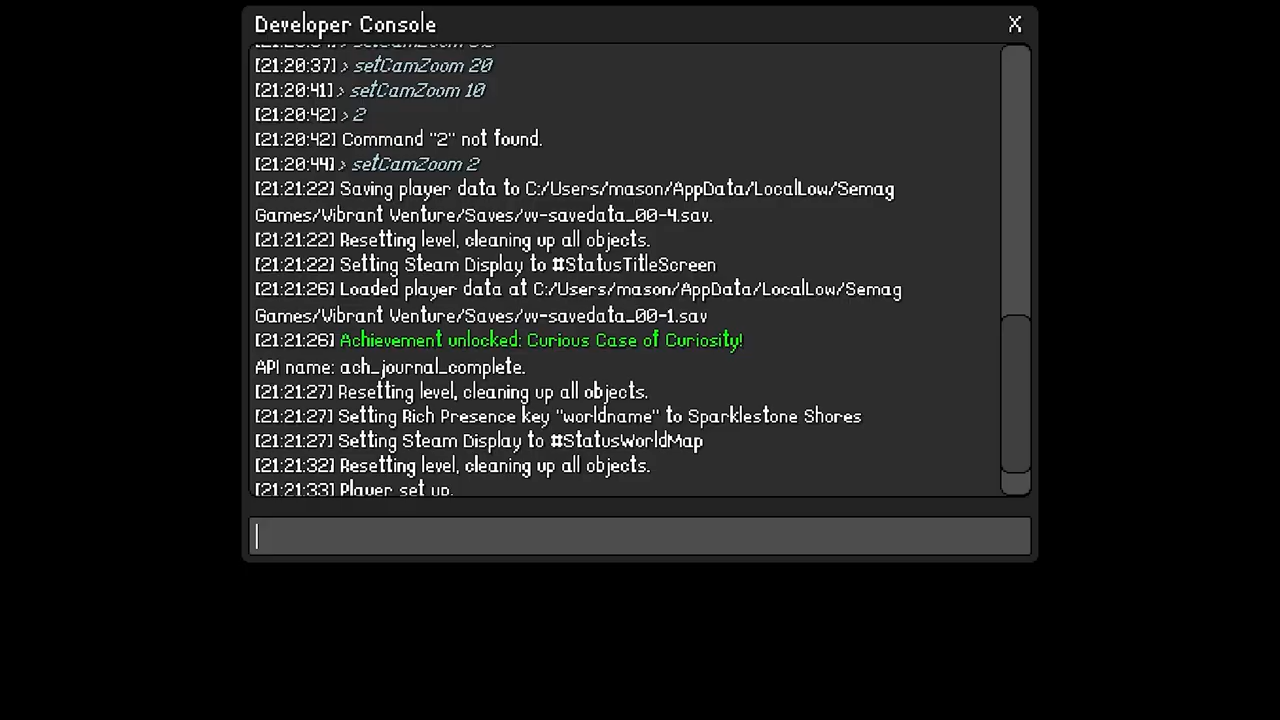 Developer Console X
setCamZoom
[21:20:37] > setCamZoom 20
[21:20:41] > setCamZoom 10
[21:20:42] > 2
[21:20:42] Command "2" not found.
[21:20:44] > setCamZoom 2
[21:21:22] Saving player data to C:/Users/mason/AppData/LocalLow/Semag
Games/Vibrant Venture/Saves/vv-savedata_00-4.sav.
[21:21:22] Resetting level, cleaning up all objects.
[21:21:22] Setting Steam Display to #StatusTitleScreen
[21:21:26] Loaded player data at C:/Users/mason/AppData/LocalLow/Semag
Games/Vibrant Venture/Saves/vv-savedata_00-1.sav
[21:21:26] Achievement unlocked: Curious Case of Curiosity!
API name: ach_journal_complete.
[21:21:27] Resetting level, cleaning up all objects.
[21:21:27] Setting Rich Presence key "worldname" to Sparklestone Shores
[21:21:27] Setting Steam Display to #StatusWorldMap
[21:21:32] Resetting level, cleaning up all objects.
[21:21:33] Player set up.